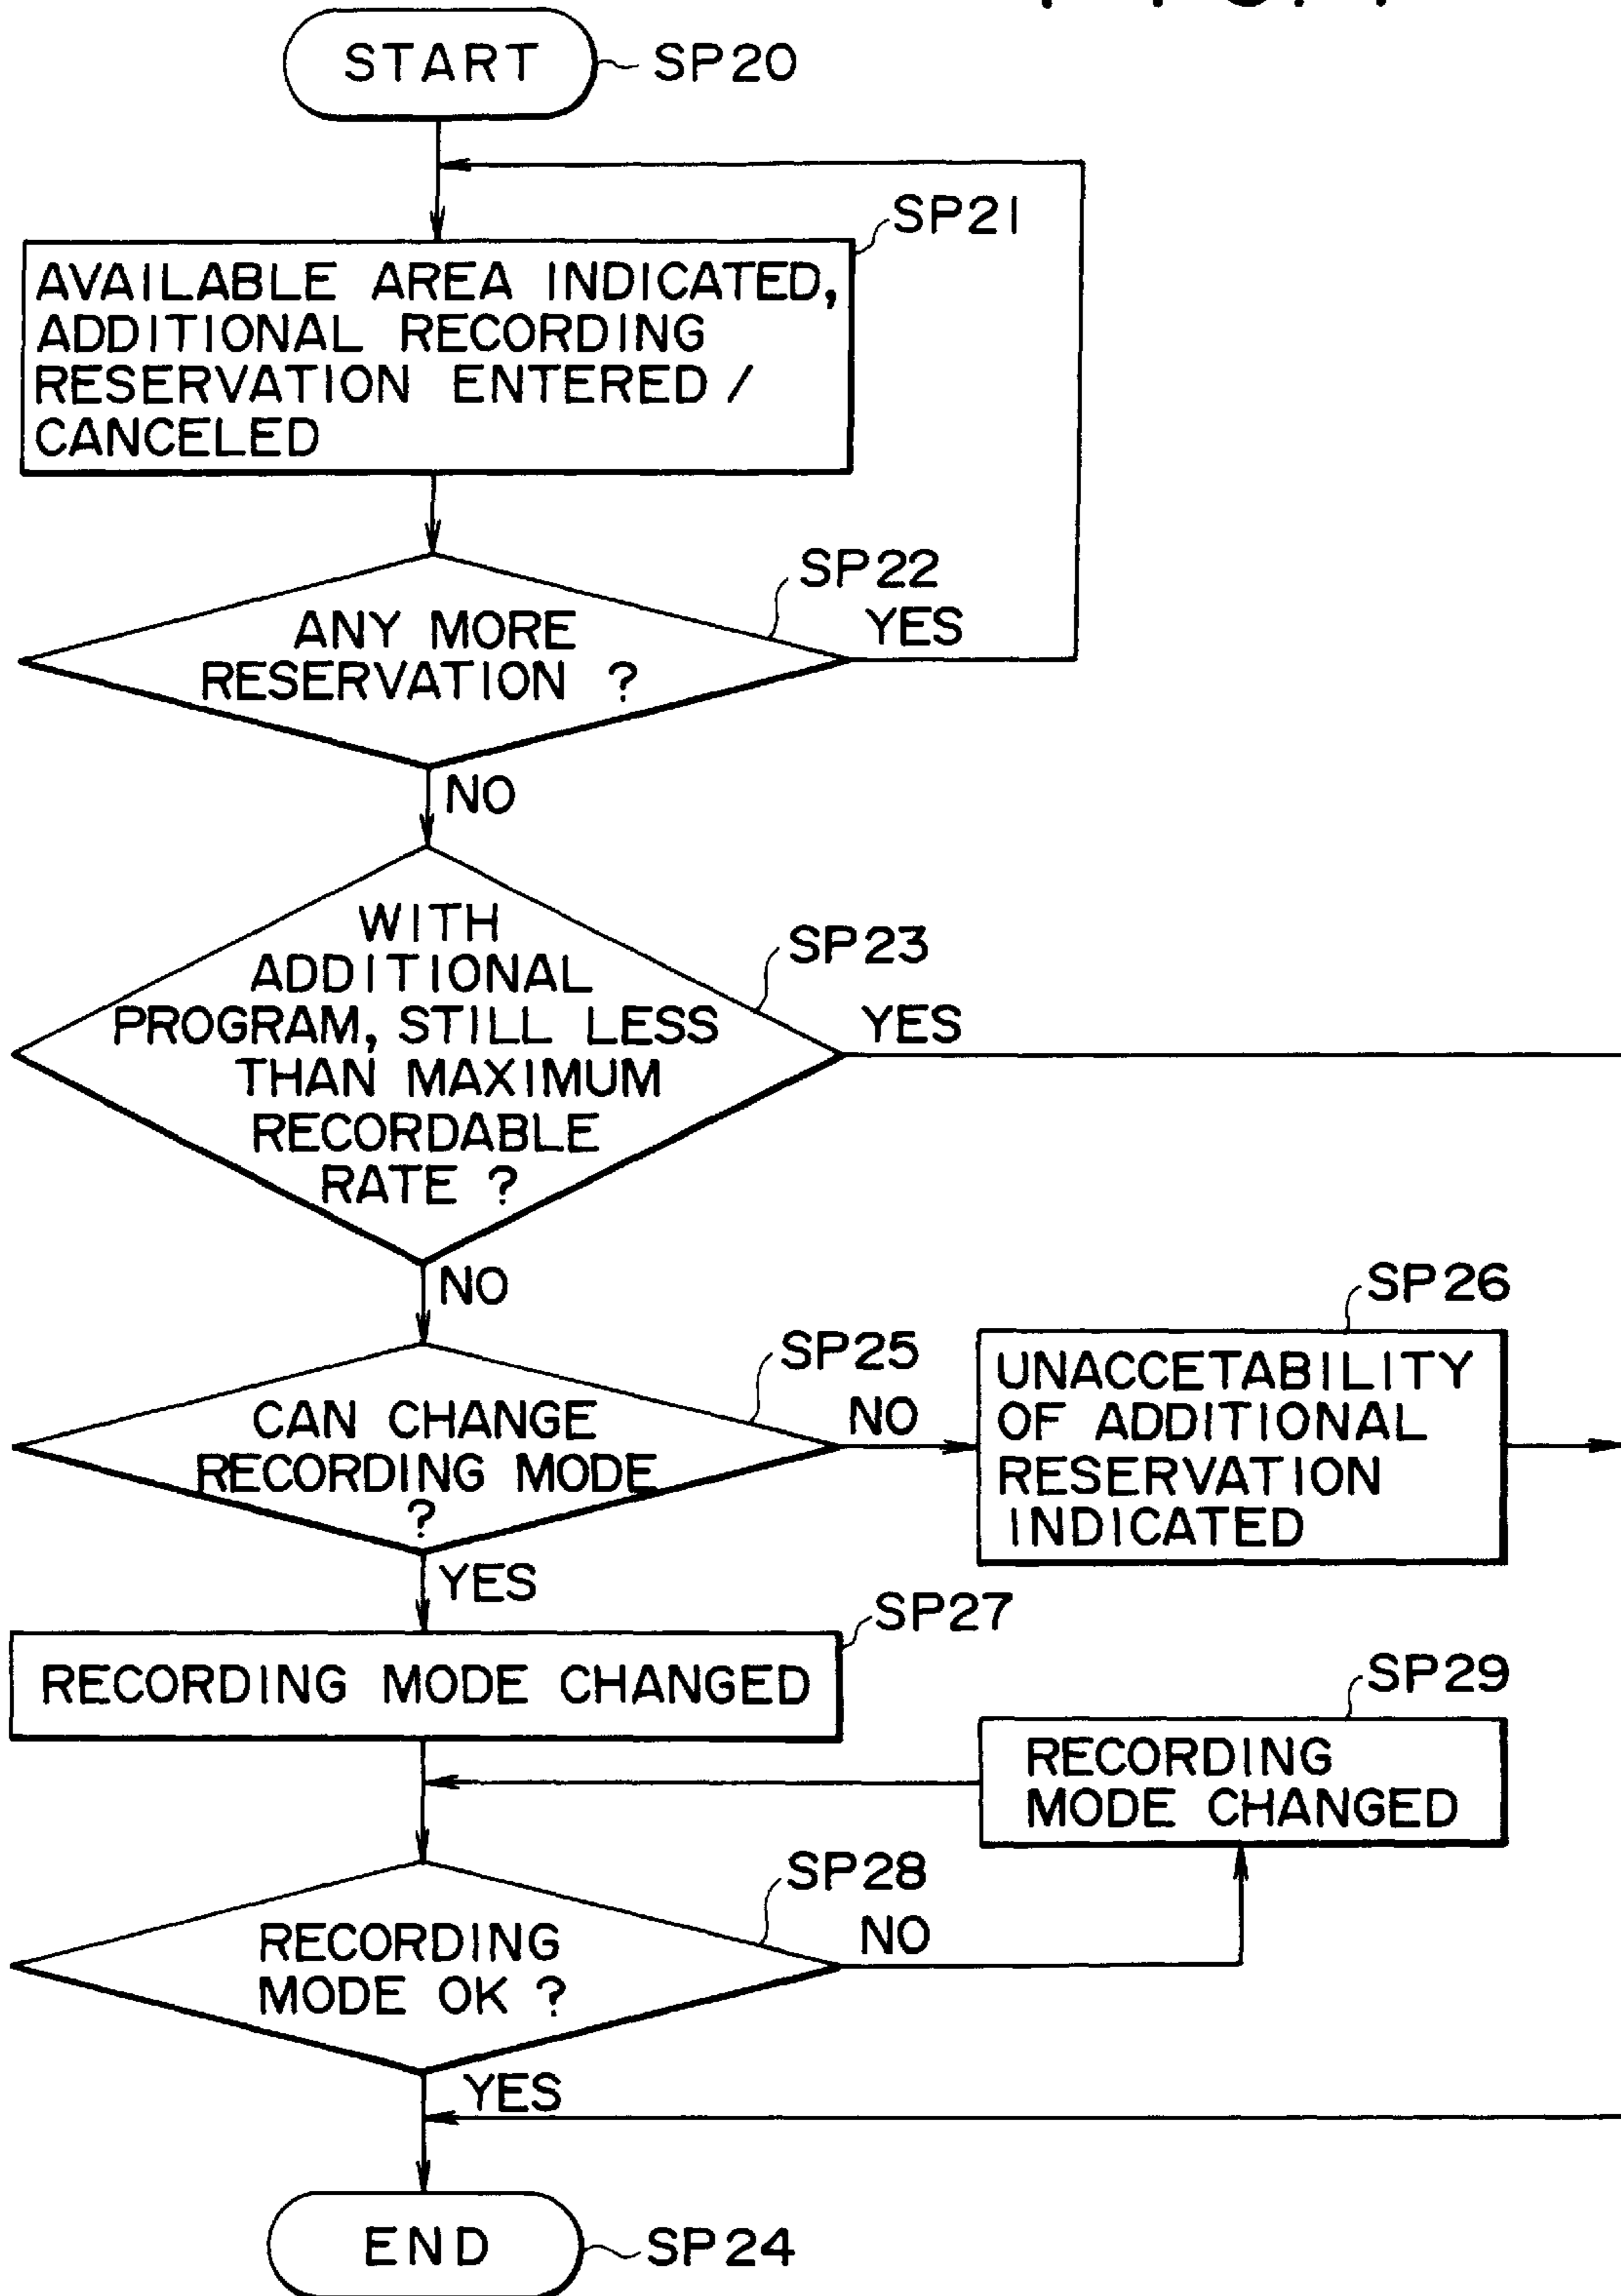 START
SP20
SP21
AVAILABLE AREA INDICATED,
ADDITIONAL RECORDING
RESERVATION ENTERED /
CANCELED
SP22
ANY MORE
RESERVATION ?
YES
NO
SP23
WITH
ADDITIONAL
PROGRAM, STILL LESS
THAN MAXIMUM
RECORDABLE
RATE ?
YES
NO
SP25
CAN CHANGE
RECORDING MODE
?
NO
SP26
UNACCETABILITY
OF ADDITIONAL
RESERVATION
INDICATED
YES
SP27
RECORDING MODE CHANGED
SP29
RECORDING
MODE CHANGED
SP28
RECORDING
MODE OK ?
NO
YES
END
SP24